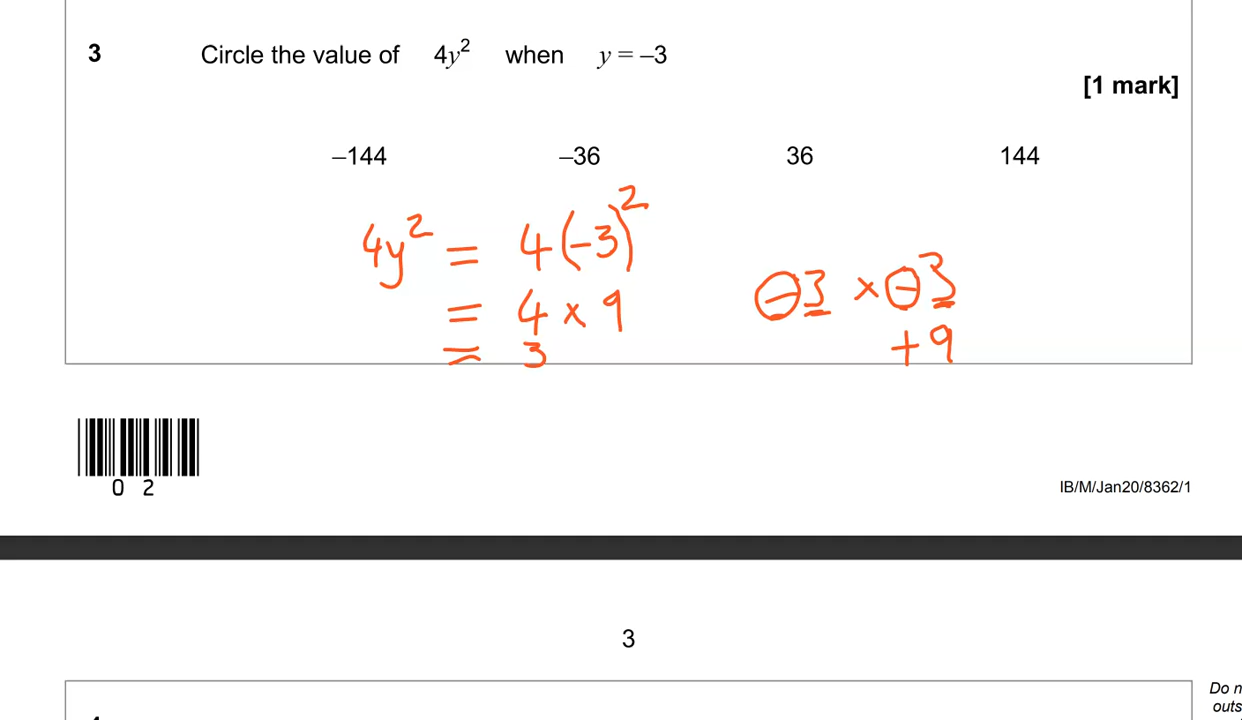 3 Circle the value of 4y² when y = –3
[1 mark]
–144 –36 36 144
4y² = 4(-3)²
-3 × -3
= 4 × 9
+9
= 3
0 2
IB/M/Jan20/8362/1
3
Do n
outs